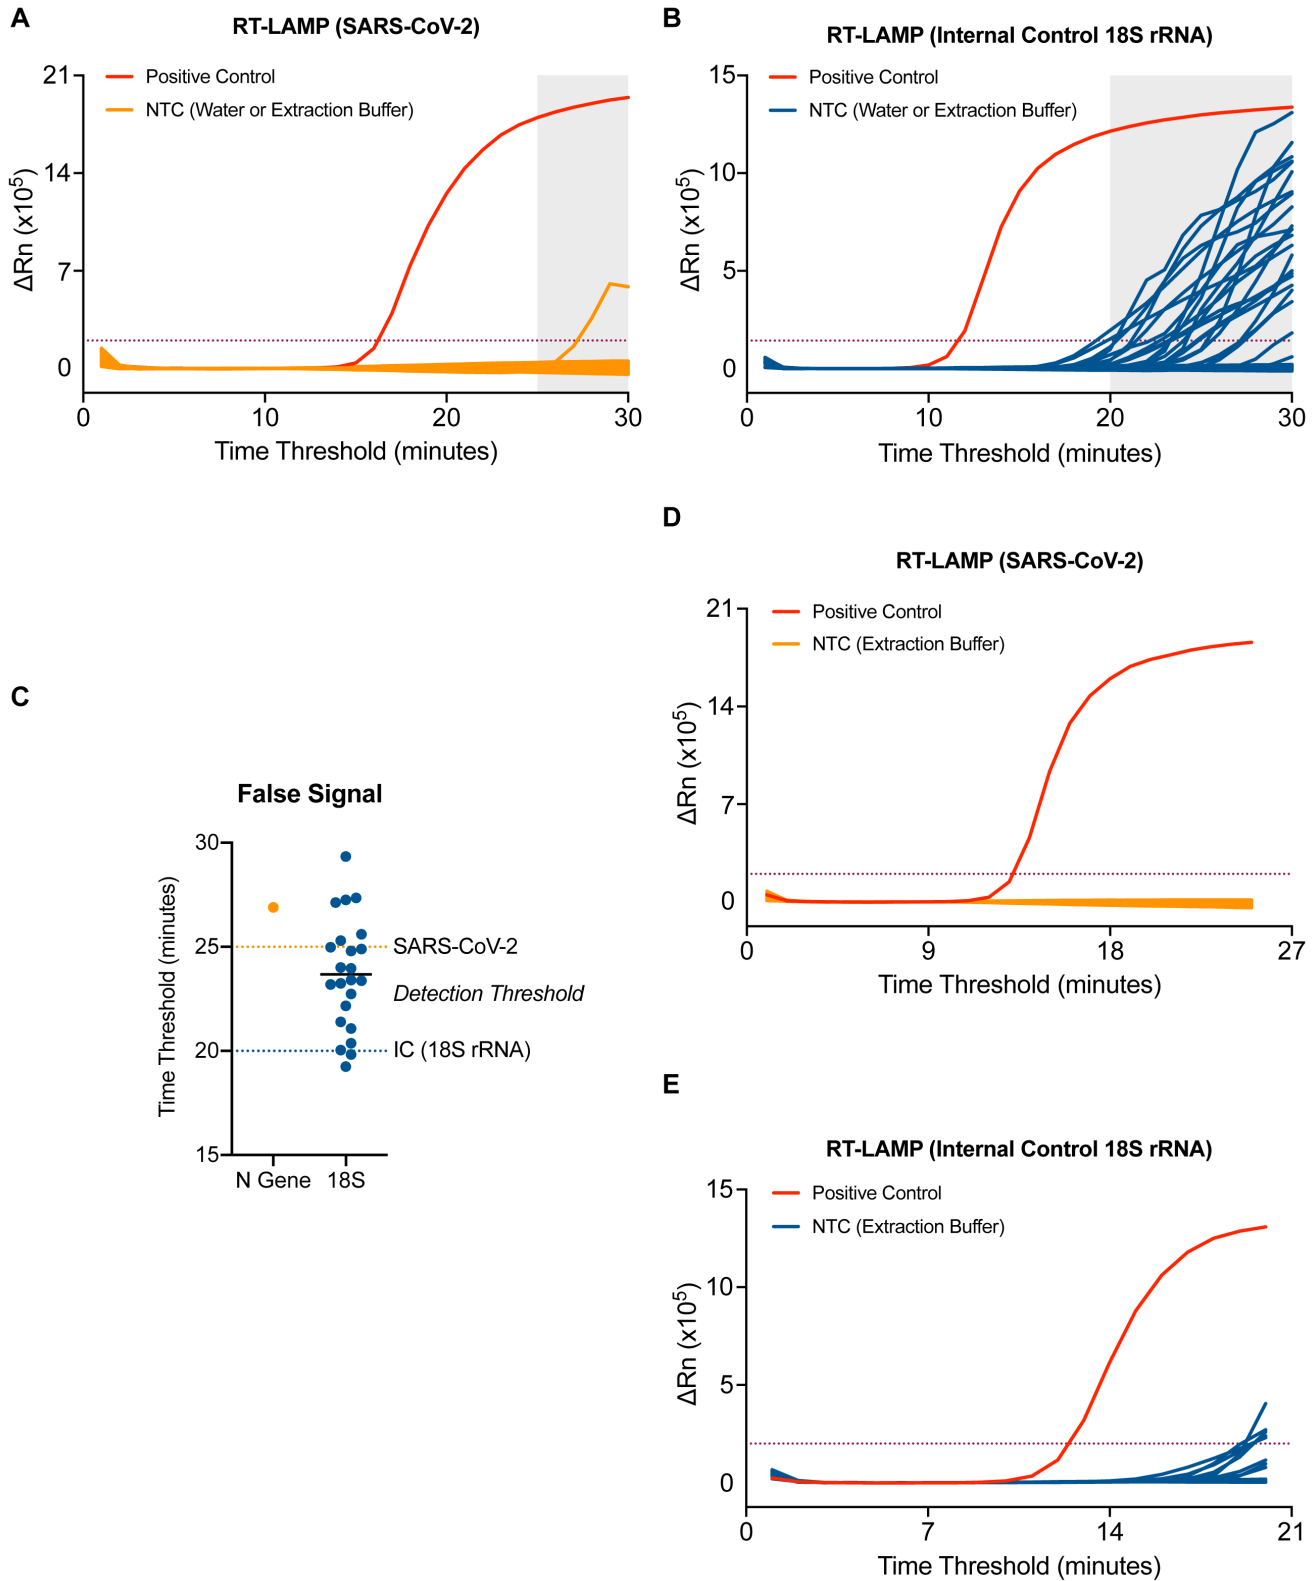 A
RT-LAMP (SARS-CoV-2)
Positive Control
NTC (Water or Extraction Buffer)
21
14
7
0
ΔRn (x10⁵)
0 10 20 30
Time Threshold (minutes)
B
RT-LAMP (Internal Control 18S rRNA)
Positive Control
NTC (Water or Extraction Buffer)
15
10
5
0
ΔRn (x10⁵)
0 10 20 30
Time Threshold (minutes)
C
False Signal
30
25
20
15
Time Threshold (minutes)
SARS-CoV-2
Detection Threshold
IC (18S rRNA)
N Gene 18S
D
RT-LAMP (SARS-CoV-2)
Positive Control
NTC (Extraction Buffer)
21
14
7
0
ΔRn (x10⁵)
0 9 18 27
Time Threshold (minutes)
E
RT-LAMP (Internal Control 18S rRNA)
Positive Control
NTC (Extraction Buffer)
15
10
5
0
ΔRn (x10⁵)
0 7 14 21
Time Threshold (minutes)